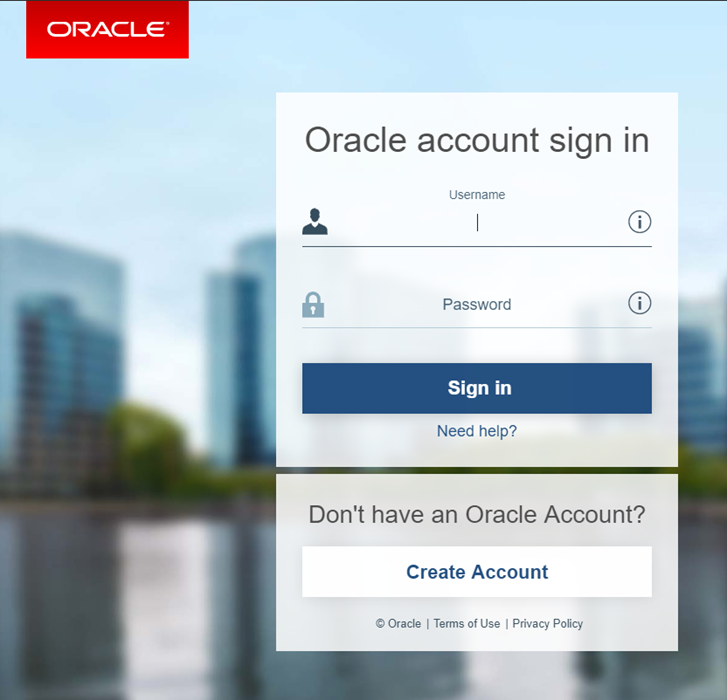 ORACLE®
Oracle account sign in
Username
Password
Sign in
Need help?
Don't have an Oracle Account?
Create Account
© Oracle | Terms of Use | Privacy Policy